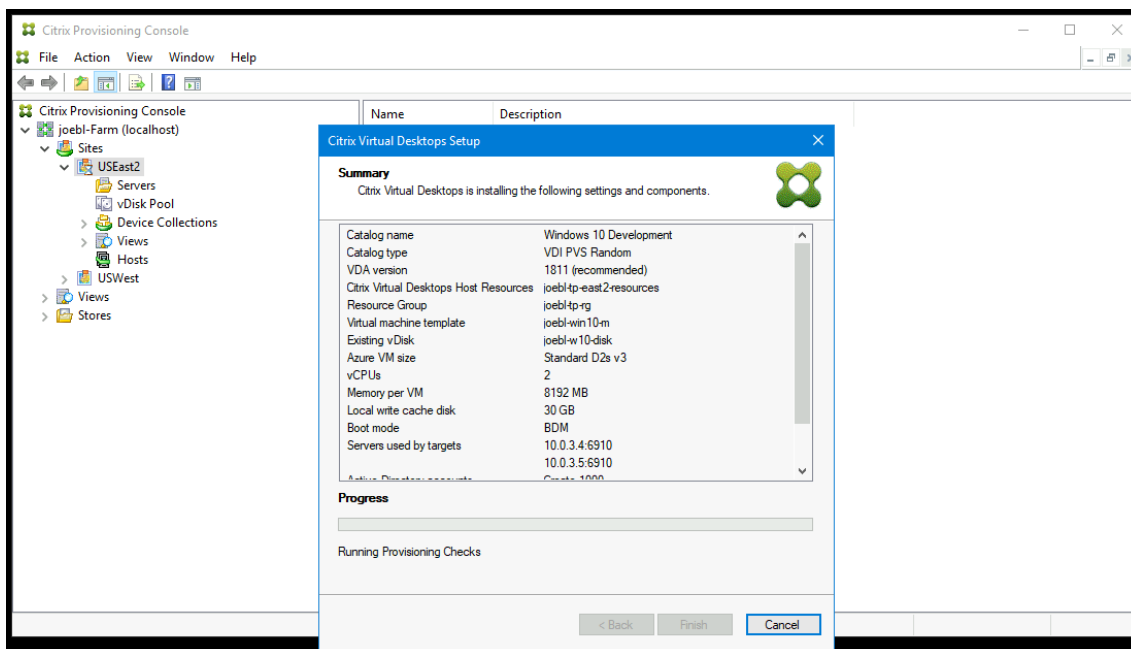 Citrix Provisioning Console
File Action View Window Help
Citrix Provisioning Console
joebl-Farm (localhost)
Sites
USEast2
Servers
vDisk Pool
Device Collections
Views
Hosts
USWest
Views
Stores
Name Description
Citrix Virtual Desktops Setup
Summary
Citrix Virtual Desktops is installing the following settings and components.
Catalog name Windows 10 Development
Catalog type VDI PVS Random
VDA version 1811 (recommended)
Citrix Virtual Desktops Host Resources joebl-tp-east2-resources
Resource Group joebl-tp-rg
Virtual machine template joebl-win10-m
Existing vDisk joebl-w10-disk
Azure VM size Standard D2s v3
vCPUs 2
Memory per VM 8192 MB
Local write cache disk 30 GB
Boot mode BDM
Servers used by targets 10.0.3.4:6910
10.0.3.5:6910
Active Directory accounts Create 1000
Progress
Running Provisioning Checks
< Back Finish Cancel